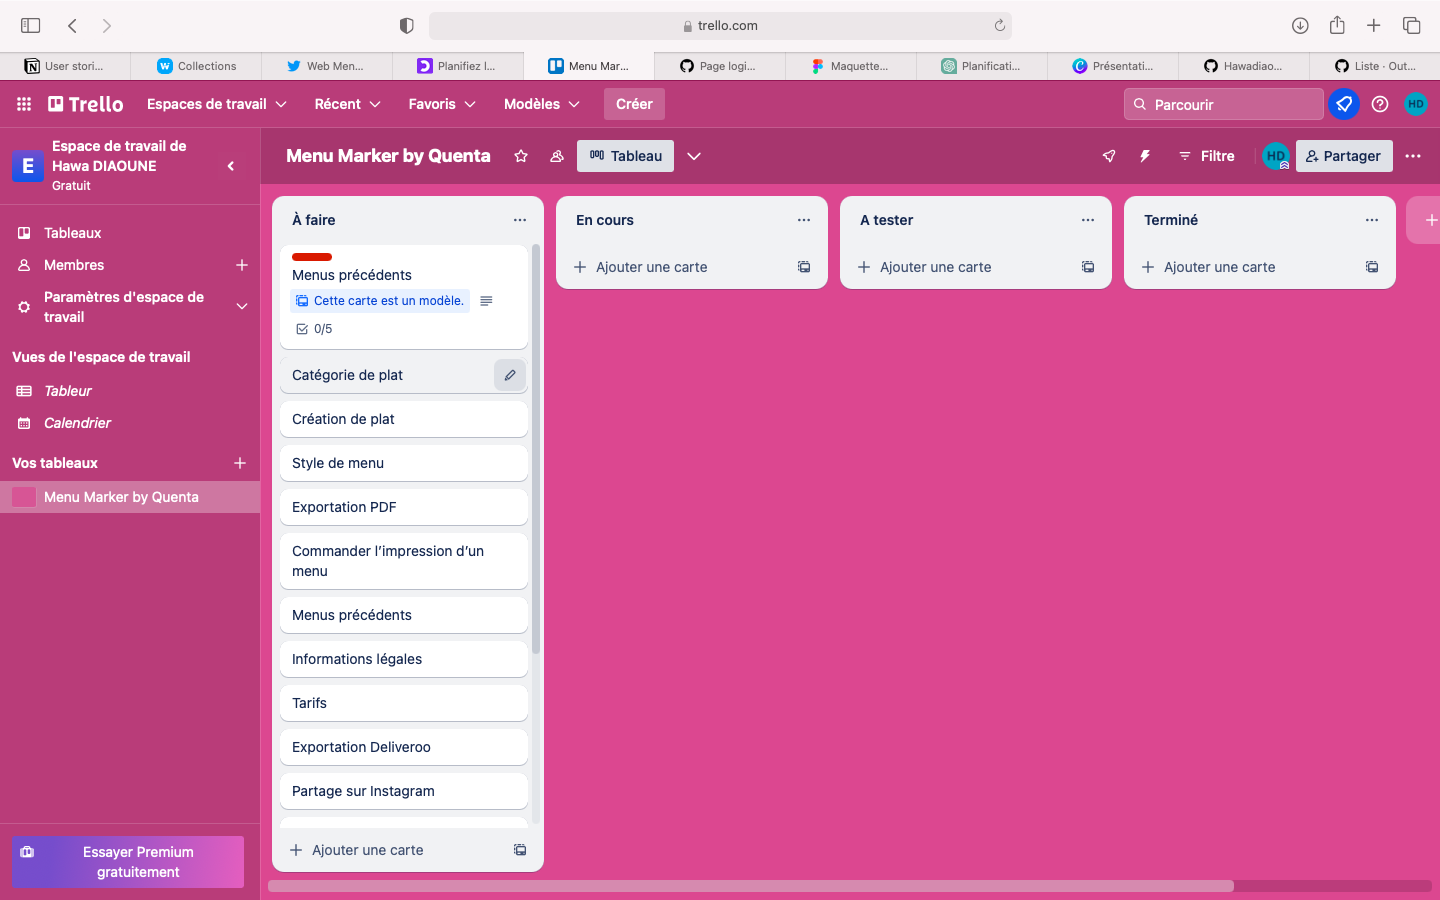 trello.com
User stori...
Collections
Web Men...
Planifiez l...
Menu Mar...
Page logi...
Maquette...
Planificati...
Présentati...
Hawadiao...
Liste · Out...
Trello
Espaces de travail
Récent
Favoris
Modèles
Créer
Parcourir
HD
E
Espace de travail de
Hawa DIAOUNE
Gratuit
Menu Marker by Quenta
Tableau
Filtre
HD
Partager
Tableaux
Membres
Paramètres d'espace de
travail
Vues de l'espace de travail
Tableur
Calendrier
Vos tableaux
Menu Marker by Quenta
Essayer Premium
gratuitement
À faire
Menus précédents
Cette carte est un modèle.
0/5
Catégorie de plat
Création de plat
Style de menu
Exportation PDF
Commander l’impression d’un
menu
Menus précédents
Informations légales
Tarifs
Exportation Deliveroo
Partage sur Instagram
Ajouter une carte
En cours
Ajouter une carte
A tester
Ajouter une carte
Terminé
Ajouter une carte